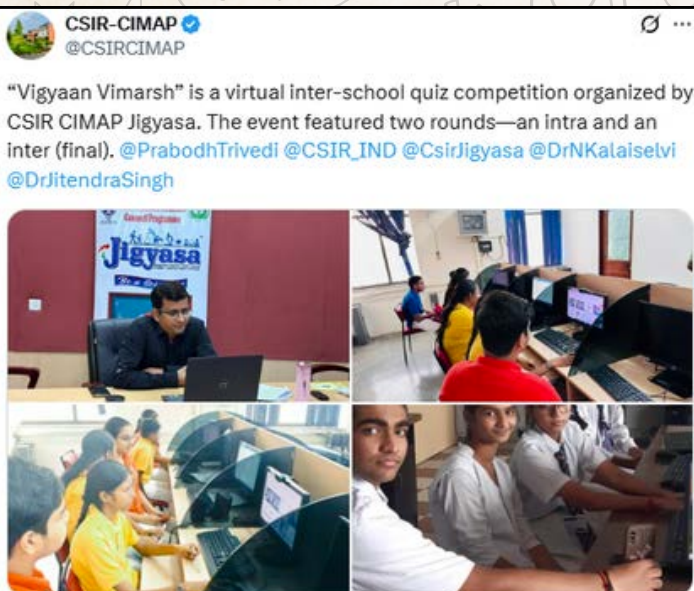 CSIR-CIMAP
@CSIRCIMAP
“Vigyaan Vimarsh” is a virtual inter-school quiz competition organized by
CSIR CIMAP Jigyasa. The event featured two rounds—an intra and an
inter (final). @PrabodhTrivedi @CSIR_IND @CsirJigyasa @DrNKalaiselvi
@DrJitendraSingh
Jigyasa